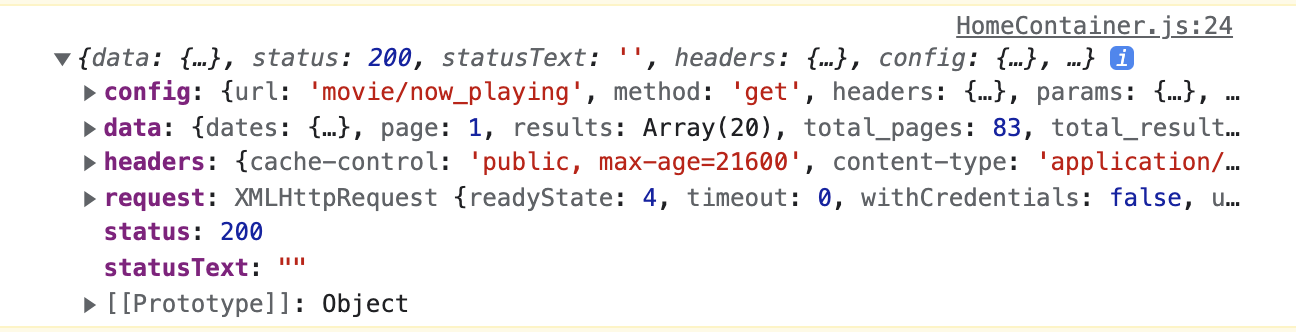 HomeContainer.js:24
▼{data: {…}, status: 200, statusText: '', headers: {…}, config: {…}, …} i
▶config: {url: 'movie/now_playing', method: 'get', headers: {…}, params: {…}, …
▶data: {dates: {…}, page: 1, results: Array(20), total_pages: 83, total_result…
▶headers: {cache-control: 'public, max-age=21600', content-type: 'application/…
▶request: XMLHttpRequest {readyState: 4, timeout: 0, withCredentials: false, u…
status: 200
statusText: ""
▶[[Prototype]]: Object